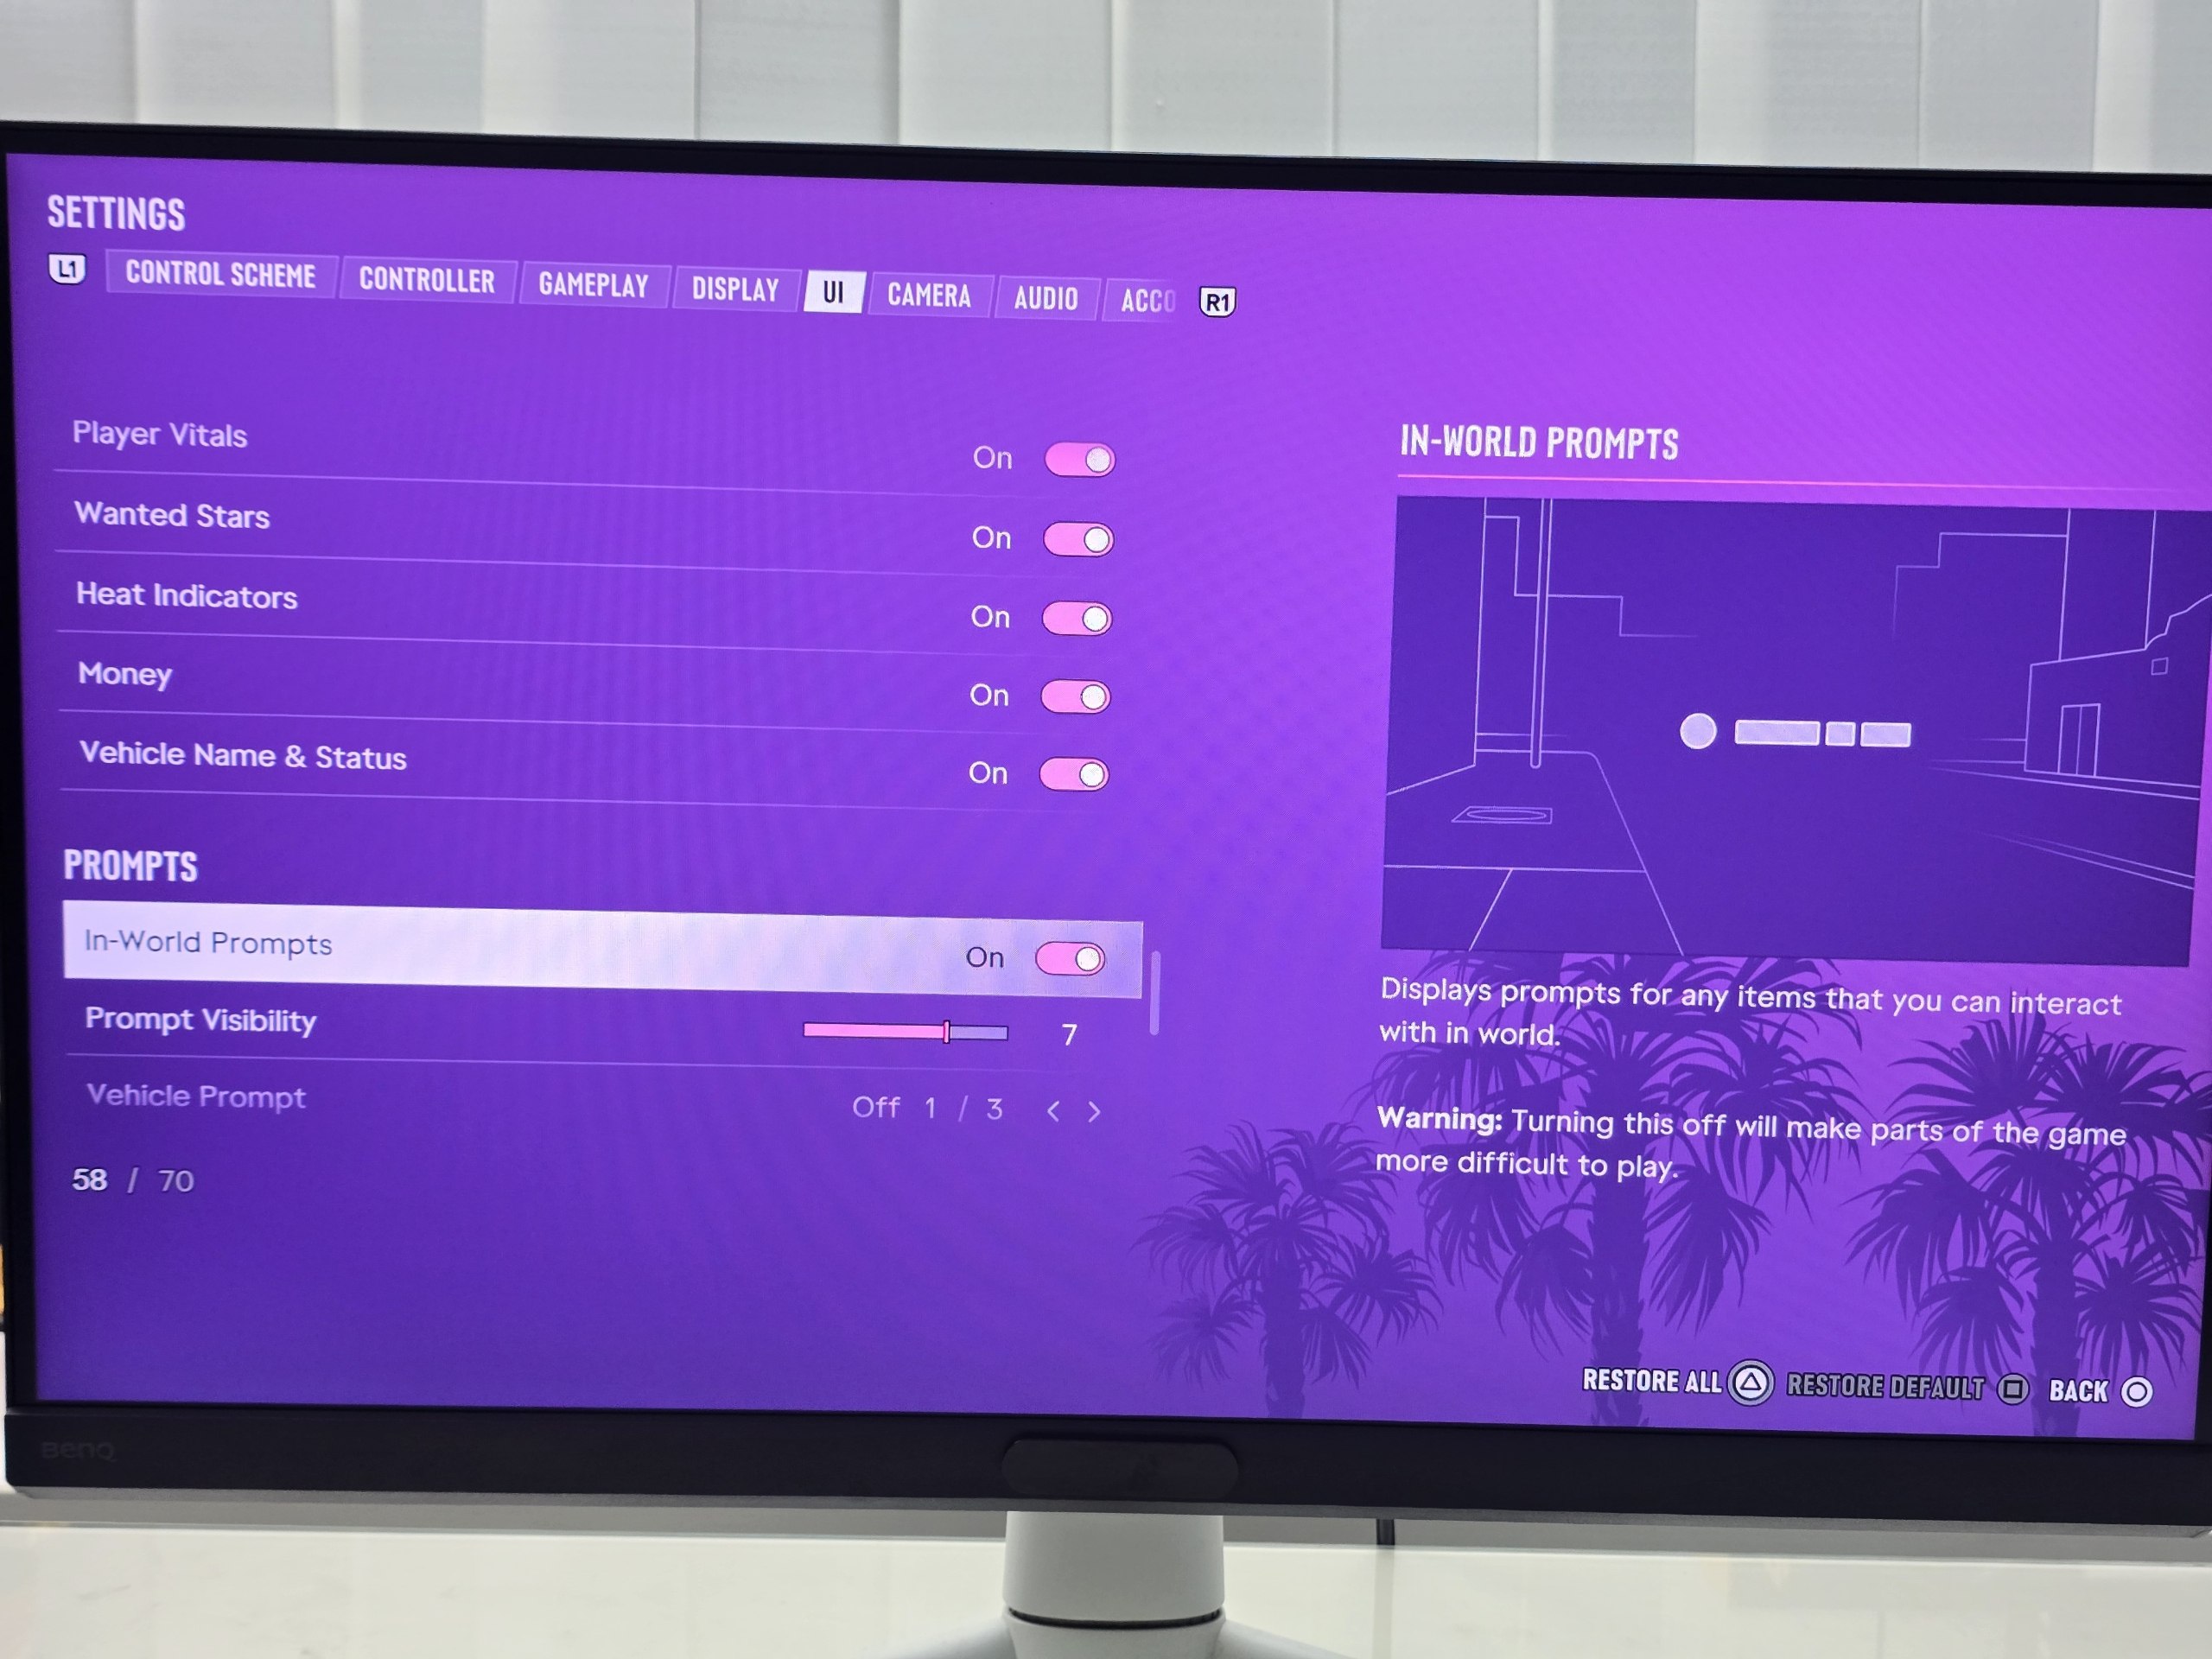 SETTINGS
L1 CONTROL SCHEME CONTROLLER GAMEPLAY DISPLAY UI CAMERA AUDIO ACCO R1
Player Vitals On
Wanted Stars On
Heat Indicators On
Money On
Vehicle Name & Status On
PROMPTS
In-World Prompts On
Prompt Visibility 7
Vehicle Prompt Off 1 / 3
58 / 70
IN-WORLD PROMPTS
Displays prompts for any items that you can interact
with in world.
Warning: Turning this off will make parts of the game
more difficult to play.
RESTORE ALL RESTORE DEFAULT BACK
BenQ